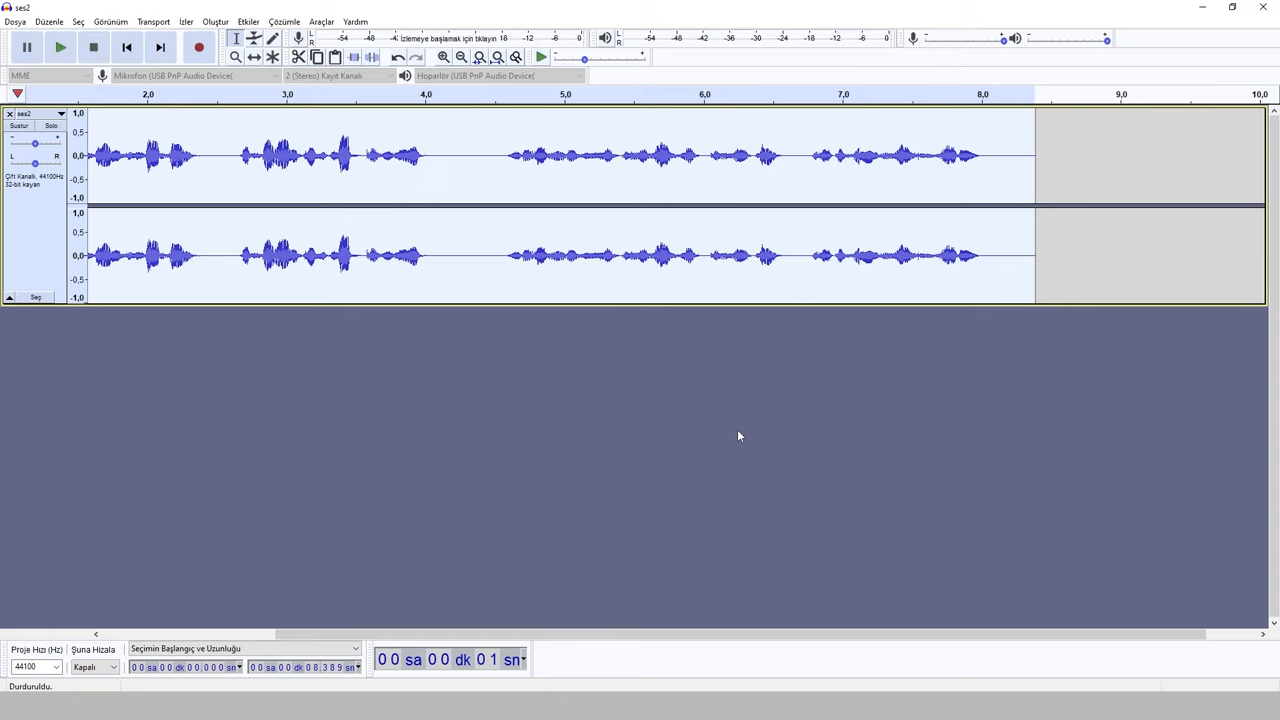 ses2
Dosya Düzenle Seç Görünüm Transport İzler Oluştur Etkiler Çözümle Araçlar Yardım
L R -54 -48 -4 İzlemeye başlamak için tıklayın 18 -12 -6 0 L R -54 -48 -42 -36 -30 -24 -18 -12 -6 0
MME Mikrofon (USB PnP Audio Device( 2 (Stereo) Kayıt Kanalı Hoparlör (USB PnP Audio Device(
2,0 3,0 4,0 5,0 6,0 7,0 8,0 9,0 10,0
ses2
Sustur Solo
- +
L R
Çift Kanallı, 44100Hz
32-bit kayan
Seç
1,0
0,5
0,0
-0,5
-1,0
1,0
0,5
0,0
-0,5
-1,0
Proje Hızı (Hz) Şuna Hizala Seçimin Başlangıç ve Uzunluğu
44100 Kapalı 00 sa 00 dk 00.000 sn 00 sa 00 dk 08.389 sn 00 sa 00 dk 01 sn
Durduruldu.